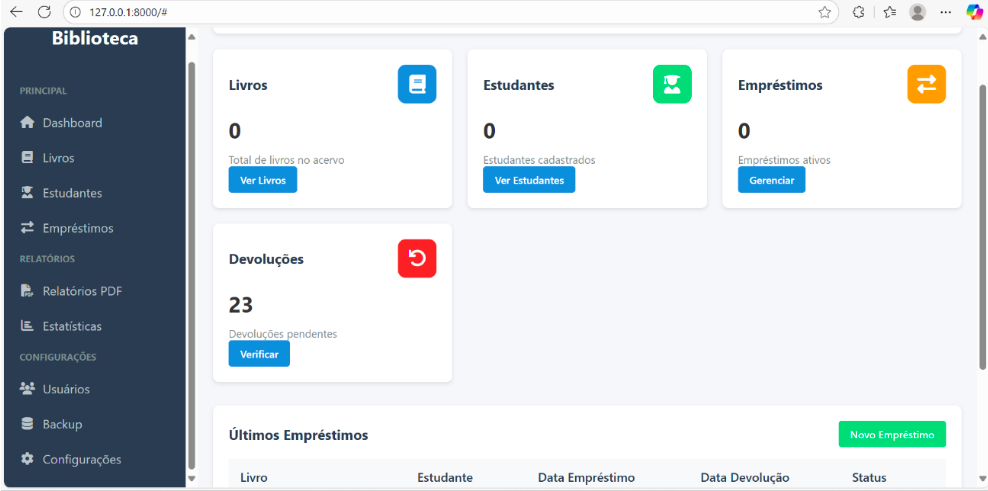 127.0.0.1:8000/#
Biblioteca
PRINCIPAL
Dashboard
Livros
Estudantes
Empréstimos
RELATÓRIOS
Relatórios PDF
Estatísticas
CONFIGURAÇÕES
Usuários
Backup
Configurações
Livros
0
Total de livros no acervo
Ver Livros
Estudantes
0
Estudantes cadastrados
Ver Estudantes
Empréstimos
0
Empréstimos ativos
Gerenciar
Devoluções
23
Devoluções pendentes
Verificar
Últimos Empréstimos
Novo Empréstimo
Livro Estudante Data Empréstimo Data Devolução Status